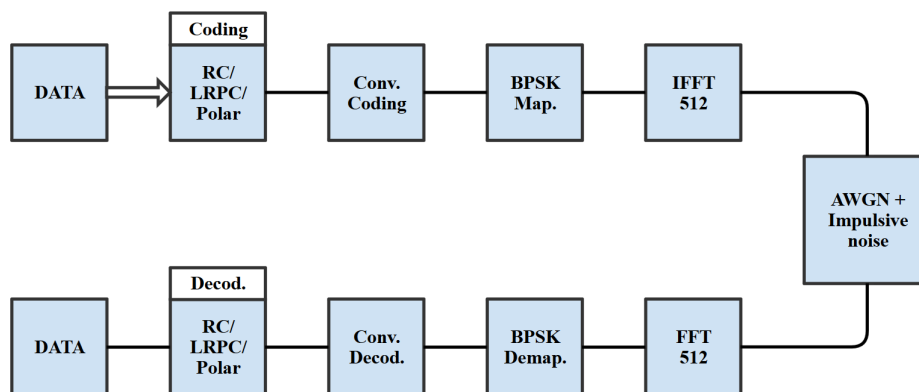 Coding
DATA
RC/
LRPC/
Polar
Conv.
Coding
BPSK
Map.
IFFT
512
AWGN +
Impulsive
noise
Decod.
DATA
RC/
LRPC/
Polar
Conv.
Decod.
BPSK
Demap.
FFT
512